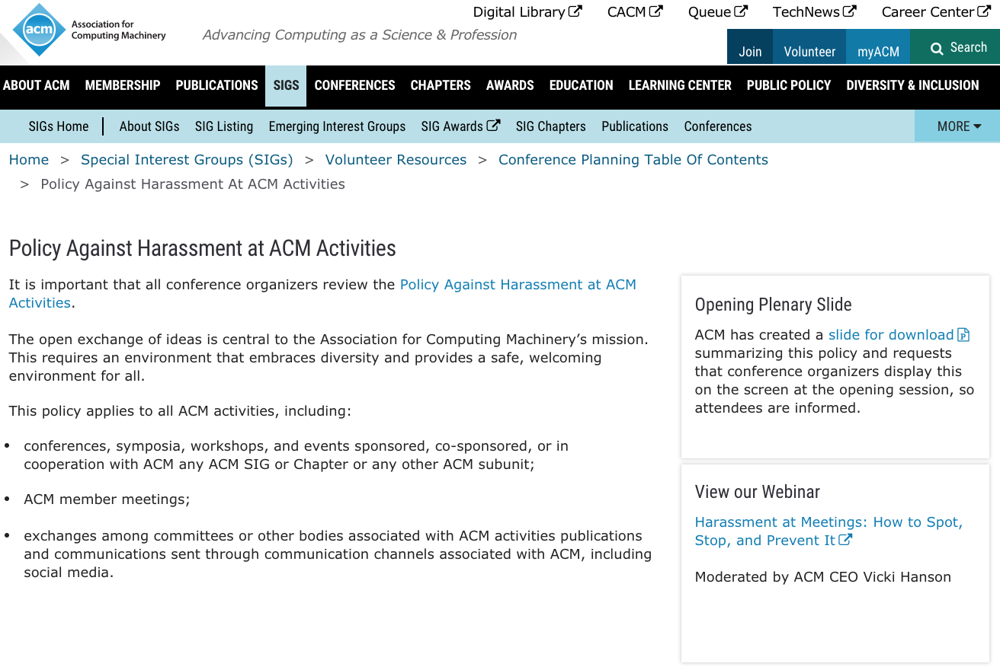 Digital Library CACM Queue TechNews Career Center
acm Association for
Computing Machinery
Advancing Computing as a Science & Profession
Join Volunteer myACM Search
ABOUT ACM MEMBERSHIP PUBLICATIONS SIGS CONFERENCES CHAPTERS AWARDS EDUCATION LEARNING CENTER PUBLIC POLICY DIVERSITY & INCLUSION
SIGs Home About SIGs SIG Listing Emerging Interest Groups SIG Awards SIG Chapters Publications Conferences MORE
Home > Special Interest Groups (SIGs) > Volunteer Resources > Conference Planning Table Of Contents
> Policy Against Harassment At ACM Activities
Policy Against Harassment at ACM Activities
It is important that all conference organizers review the Policy Against Harassment at ACM
Activities.
The open exchange of ideas is central to the Association for Computing Machinery’s mission.
This requires an environment that embraces diversity and provides a safe, welcoming
environment for all.
This policy applies to all ACM activities, including:
• conferences, symposia, workshops, and events sponsored, co-sponsored, or in
cooperation with ACM any ACM SIG or Chapter or any other ACM subunit;
• ACM member meetings;
• exchanges among committees or other bodies associated with ACM activities publications
and communications sent through communication channels associated with ACM, including
social media.
Opening Plenary Slide
ACM has created a slide for download
summarizing this policy and requests
that conference organizers display this
on the screen at the opening session, so
attendees are informed.
View our Webinar
Harassment at Meetings: How to Spot,
Stop, and Prevent It
Moderated by ACM CEO Vicki Hanson